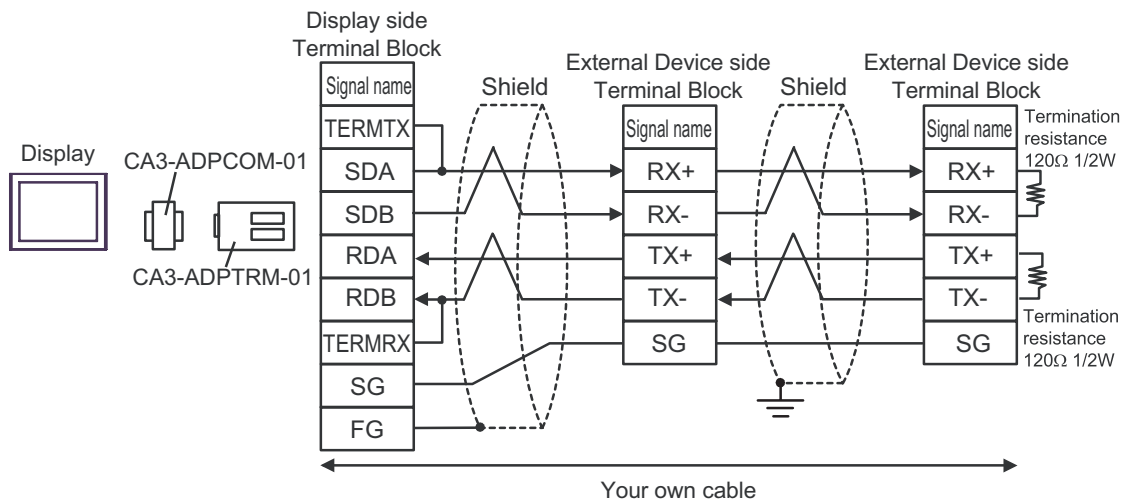 Display side
Terminal Block
Signal name
TERMTX
SDA
SDB
RDA
RDB
TERMRX
SG
FG
Display
CA3-ADPCOM-01
CA3-ADPTRM-01
Shield
External Device side
Terminal Block
Signal name
RX+
RX-
TX+
TX-
SG
Shield
External Device side
Terminal Block
Signal name
RX+
RX-
TX+
TX-
SG
Termination
resistance
120Ω 1/2W
Termination
resistance
120Ω 1/2W
Your own cable